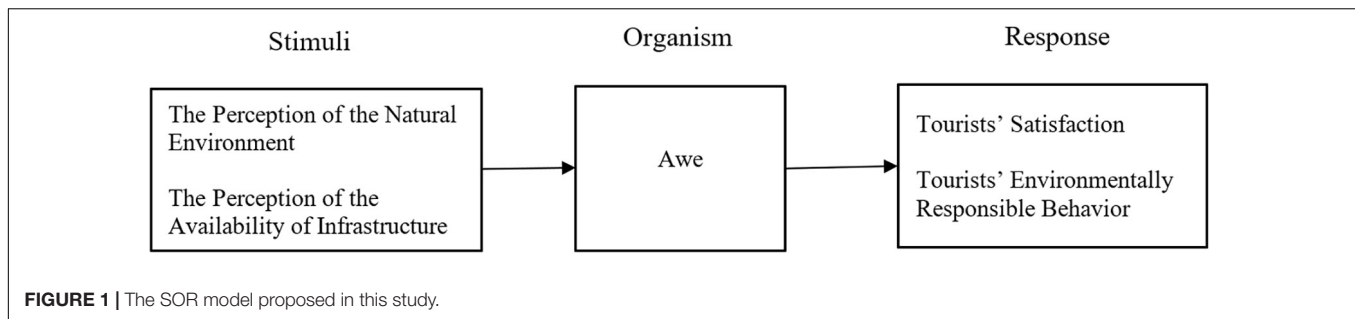 Stimuli
Organism
Response
The Perception of the Natural
Environment
The Perception of the
Availability of Infrastructure
Awe
Tourists’ Satisfaction
Tourists’ Environmentally
Responsible Behavior
FIGURE 1 | The SOR model proposed in this study.